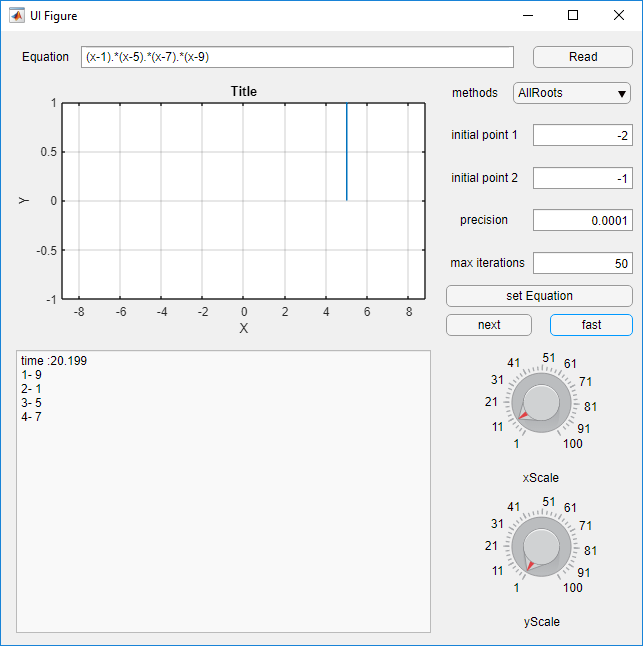 UI Figure
Equation (x-1).*(x-5).*(x-7).*(x-9) Read
Title
methods AllRoots
initial point 1 -2
initial point 2 -1
precision 0.0001
max iterations 50
set Equation
next fast
1
0.5
0
-0.5
-1
Y
-8 -6 -4 -2 0 2 4 6 8
X
time :20.199
1- 9
2- 1
3- 5
4- 7
1 11 21 31 41 51 61 71 81 91 100
xScale
1 11 21 31 41 51 61 71 81 91 100
yScale